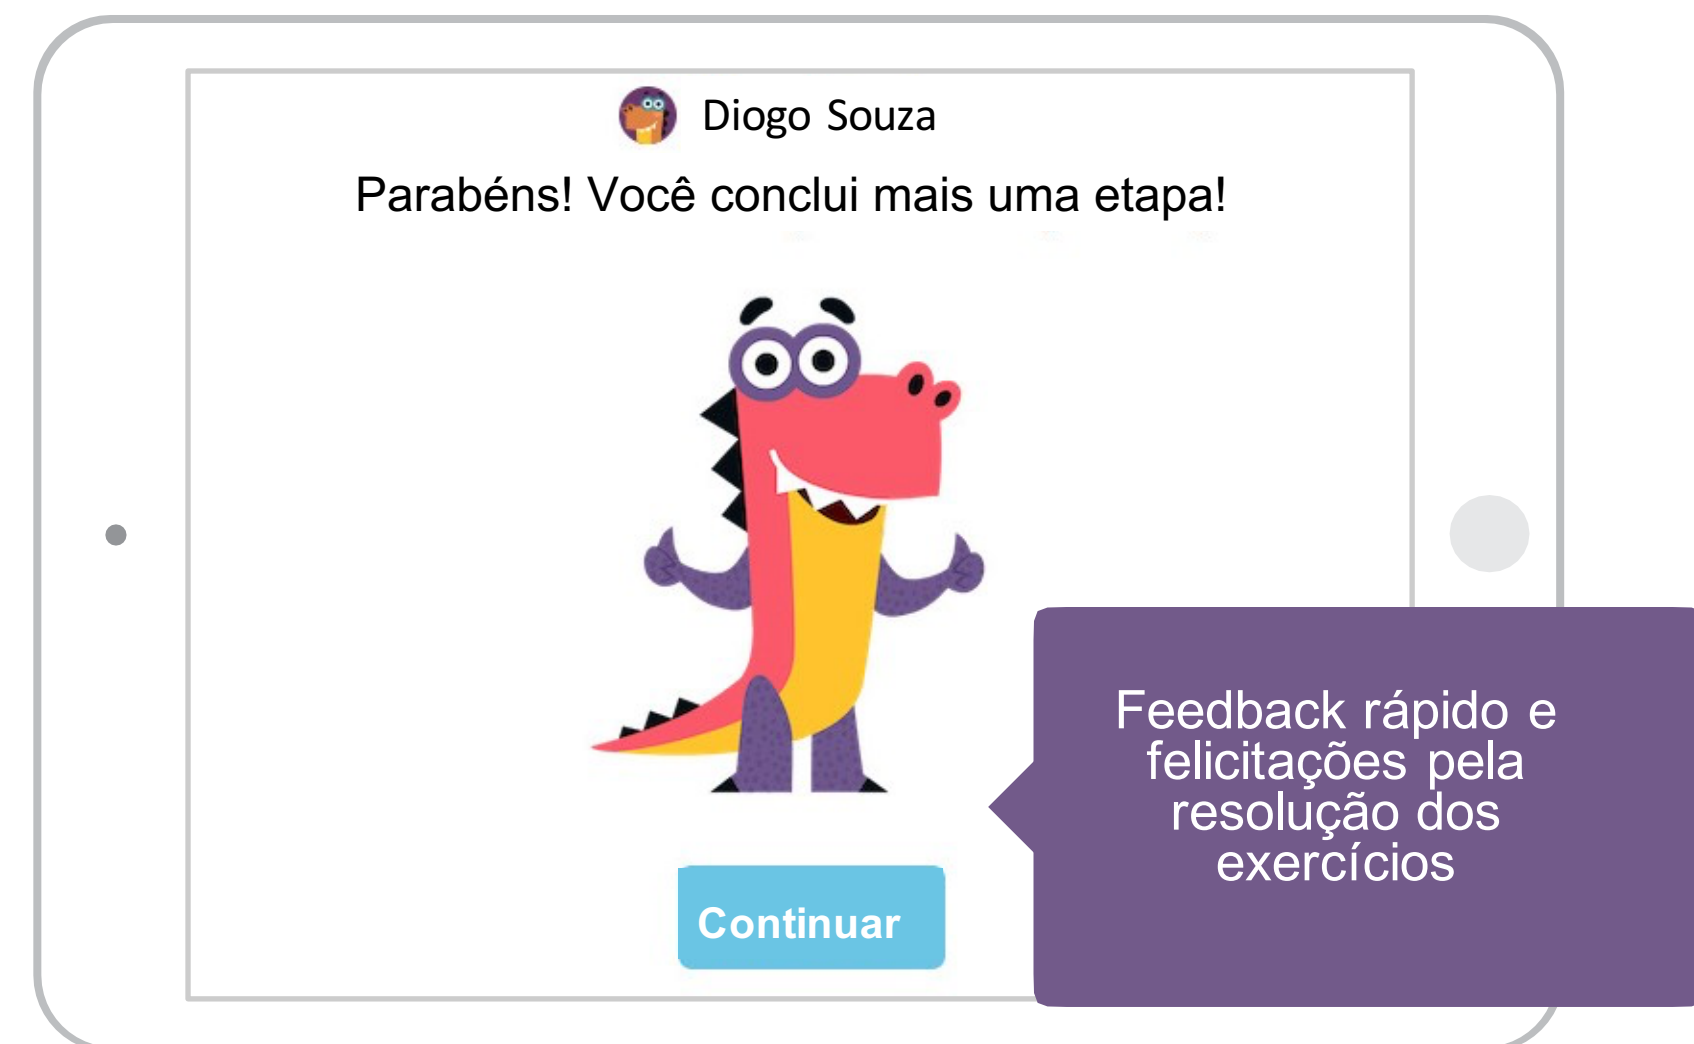 Diogo Souza
Parabéns! Você conclui mais uma etapa!
Feedback rápido e
felicitações pela
resolução dos
exercícios
Continuar